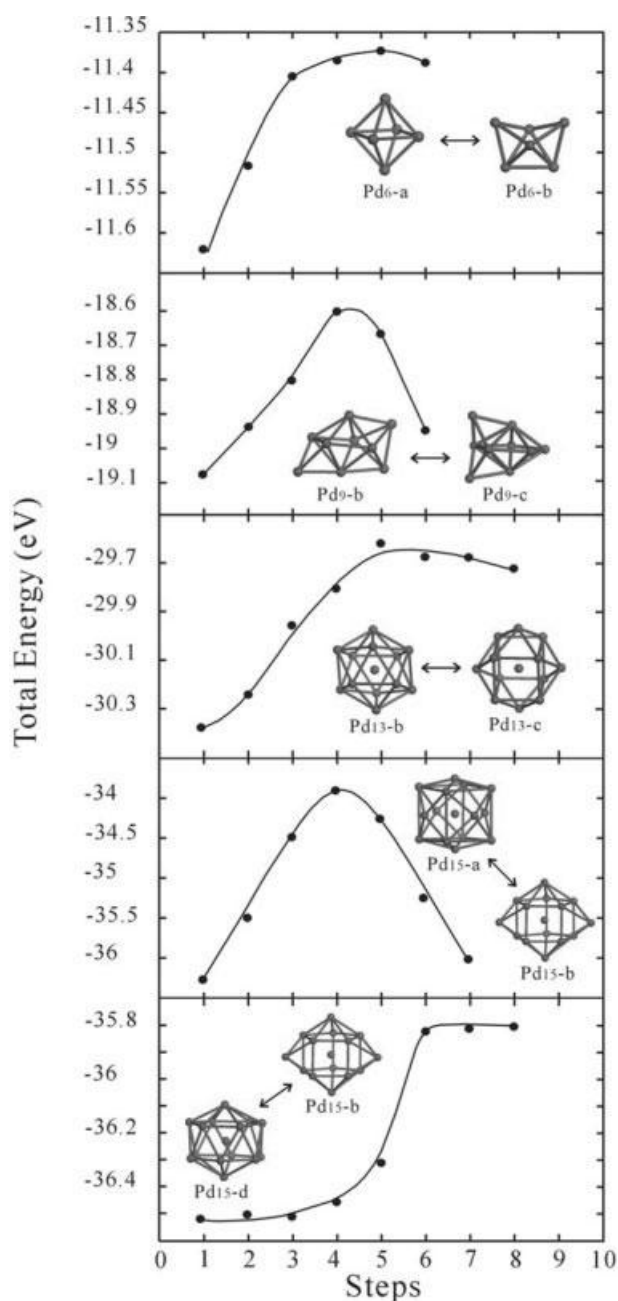 Total Energy (eV)
-11.35
-11.4
-11.45
-11.5
-11.55
-11.6
Pd6-a
Pd6-b
-18.6
-18.7
-18.8
-18.9
-19
-19.1
Pd9-b
Pd9-c
-29.7
-29.9
-30.1
-30.3
Pd13-b
Pd13-c
-34
-34.5
-35
-35.5
-36
Pd15-a
Pd15-b
-35.8
-36
-36.2
-36.4
Pd15-b
Pd15-d
0 1 2 3 4 5 6 7 8 9 10
Steps